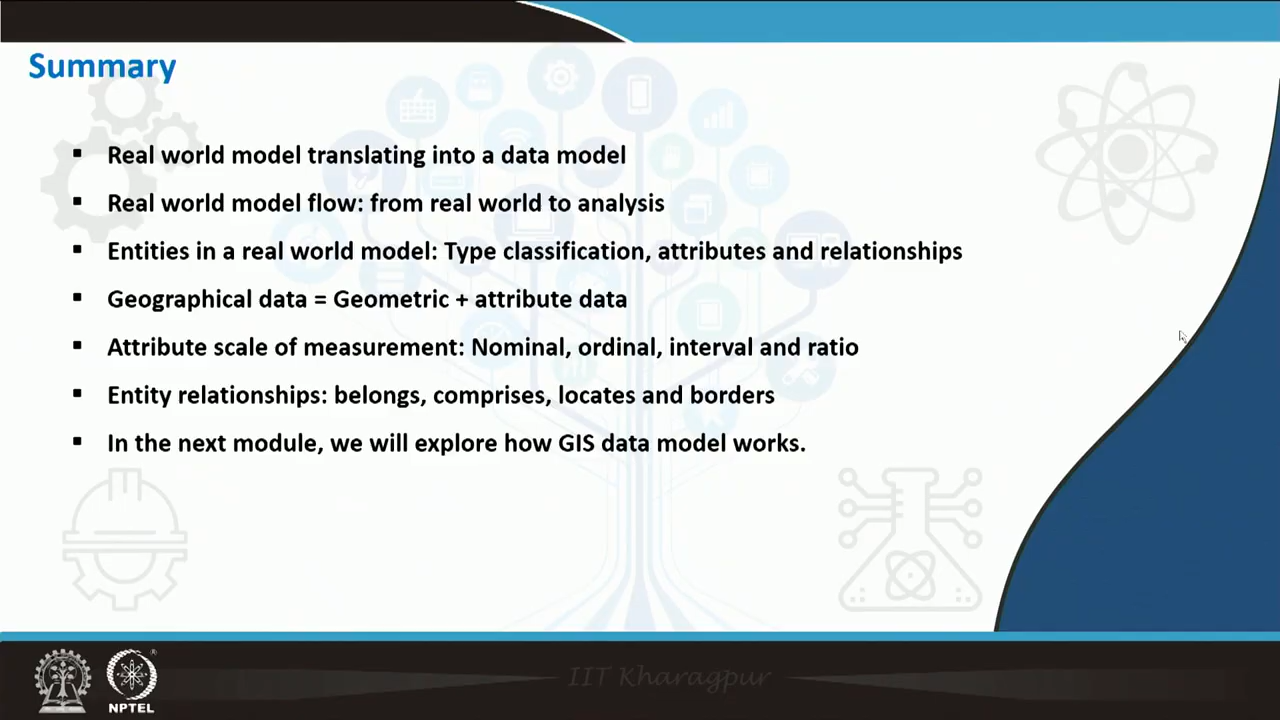 Summary
▪ Real world model translating into a data model
▪ Real world model flow: from real world to analysis
▪ Entities in a real world model: Type classification, attributes and relationships
▪ Geographical data = Geometric + attribute data
▪ Attribute scale of measurement: Nominal, ordinal, interval and ratio
▪ Entity relationships: belongs, comprises, locates and borders
▪ In the next module, we will explore how GIS data model works.
IIT Kharagpur
NPTEL